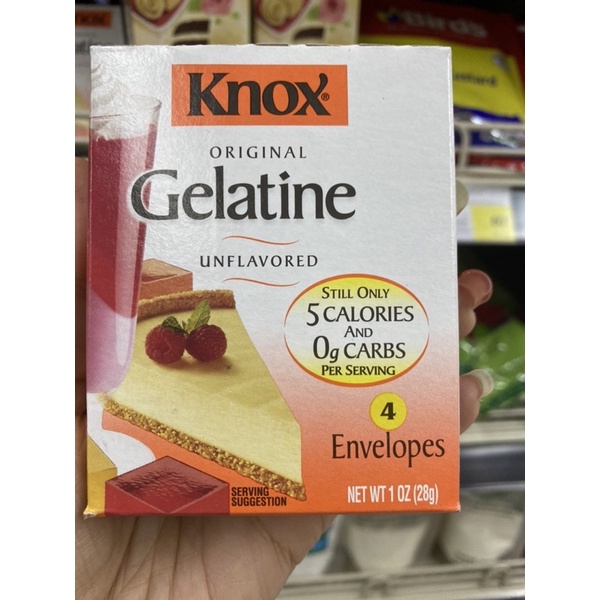 Bird's
Knox®
ORIGINAL
Gelatine
UNFLAVORED
STILL ONLY
5 CALORIES
AND
0g CARBS
PER SERVING
4
Envelopes
SERVING
SUGGESTION
NET WT 1 OZ (28g)